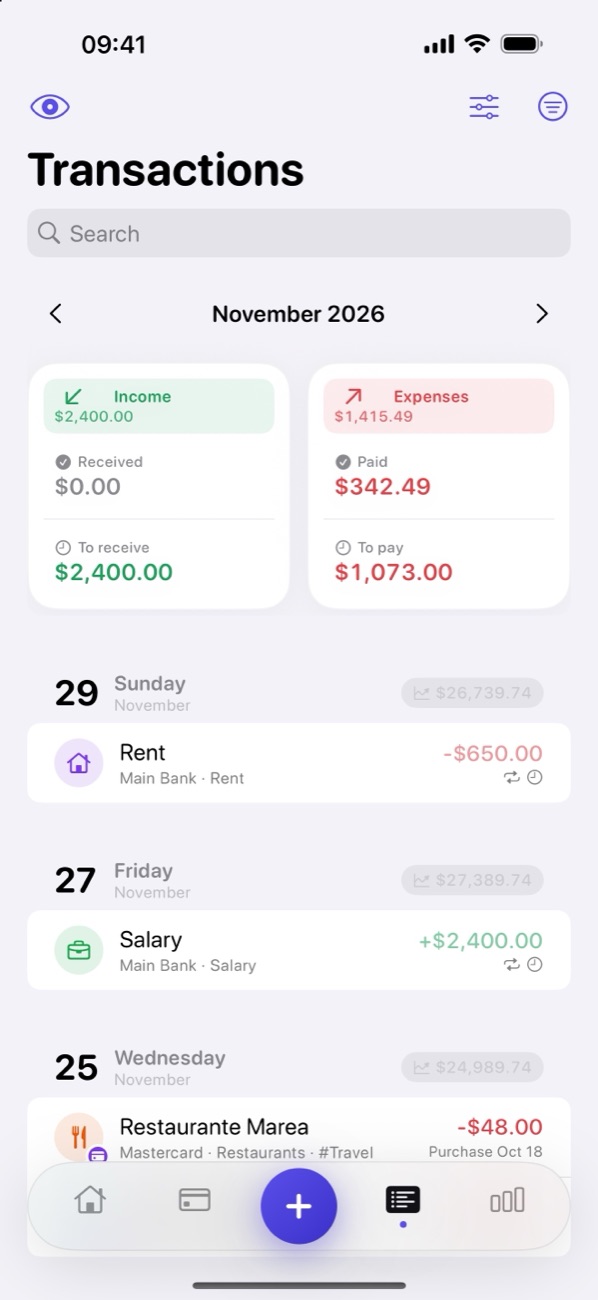 09:41
Transactions
Search
November 2026
Income
$2,400.00
Received
$0.00
To receive
$2,400.00
Expenses
$1,415.49
Paid
$342.49
To pay
$1,073.00
29 Sunday
November
$26,739.74
Rent
-$650.00
Main Bank · Rent
27 Friday
November
$27,389.74
Salary
+$2,400.00
Main Bank · Salary
25 Wednesday
November
$24,989.74
Restaurante Marea
-$48.00
Mastercard · Restaurants · #Travel
Purchase Oct 18